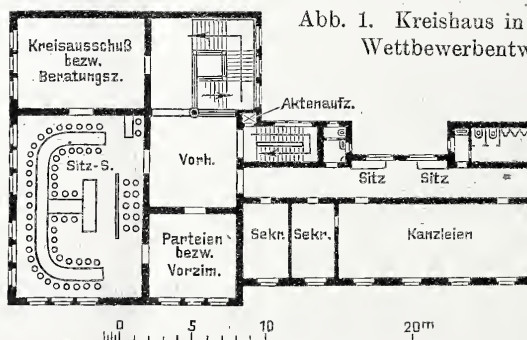 Abb. 1. Kreishaus in
Wettbewerbentw
Kreisausschuß
bezw.
Beratungsz.
Aktenaufz.
Sitz-S.
Vorh.
Sitz
Sitz
Parteien
bezw.
Vorzim.
Sekr.
Sekr.
Kanzleien
0
5
10
20m